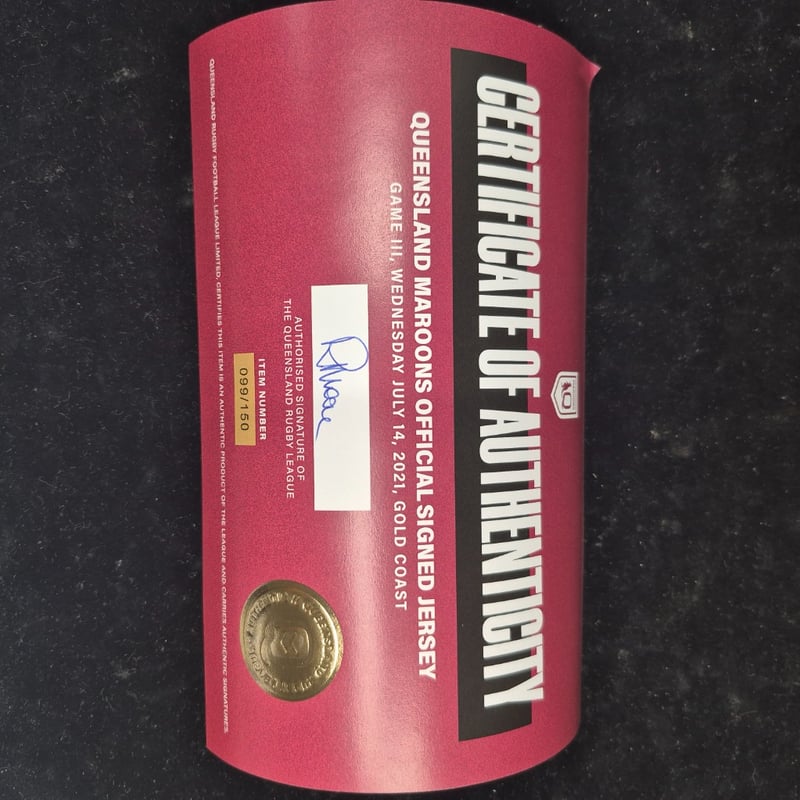 CERTIFICATE OF AUTHENTICITY
QUEENSLAND MAROONS OFFICIAL SIGNED JERSEY
GAME III, WEDNESDAY JULY 14, 2021, GOLD COAST
AUTHORISED SIGNATURE OF
THE QUEENSLAND RUGBY LEAGUE
ITEM NUMBER
099/150
QUEENSLAND RUGBY FOOTBALL LEAGUE LIMITED, CERTIFIES THIS ITEM IS AN AUTHENTIC PRODUCT OF THE LEAGUE AND CARRIES AUTHENTIC SIGNATURES.